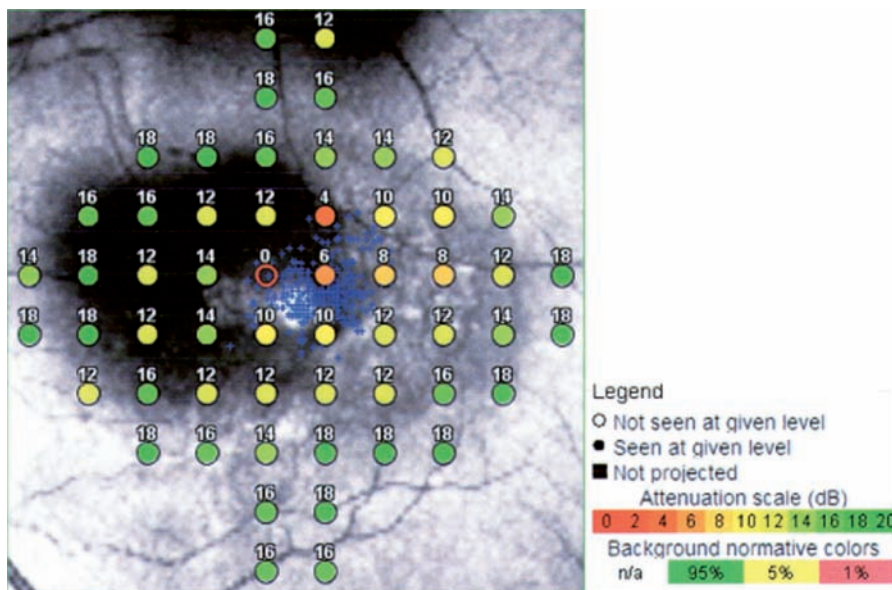 16 12
18 16
18 18 16 14 14 12
16 16 12 12 4 10 10 14
14 18 12 14 0 6 8 8 12 18
18 18 12 14 10 10 12 12 14 18
12 16 12 12 12 12 16 18
18 16 14 18 18 18
16 18
16 16
Legend
Not seen at given level
Seen at given level
Not projected
Attenuation scale (dB)
0 2 4 6 8 10 12 14 16 18 20
Background normative colors
n/a 95% 5% 1%